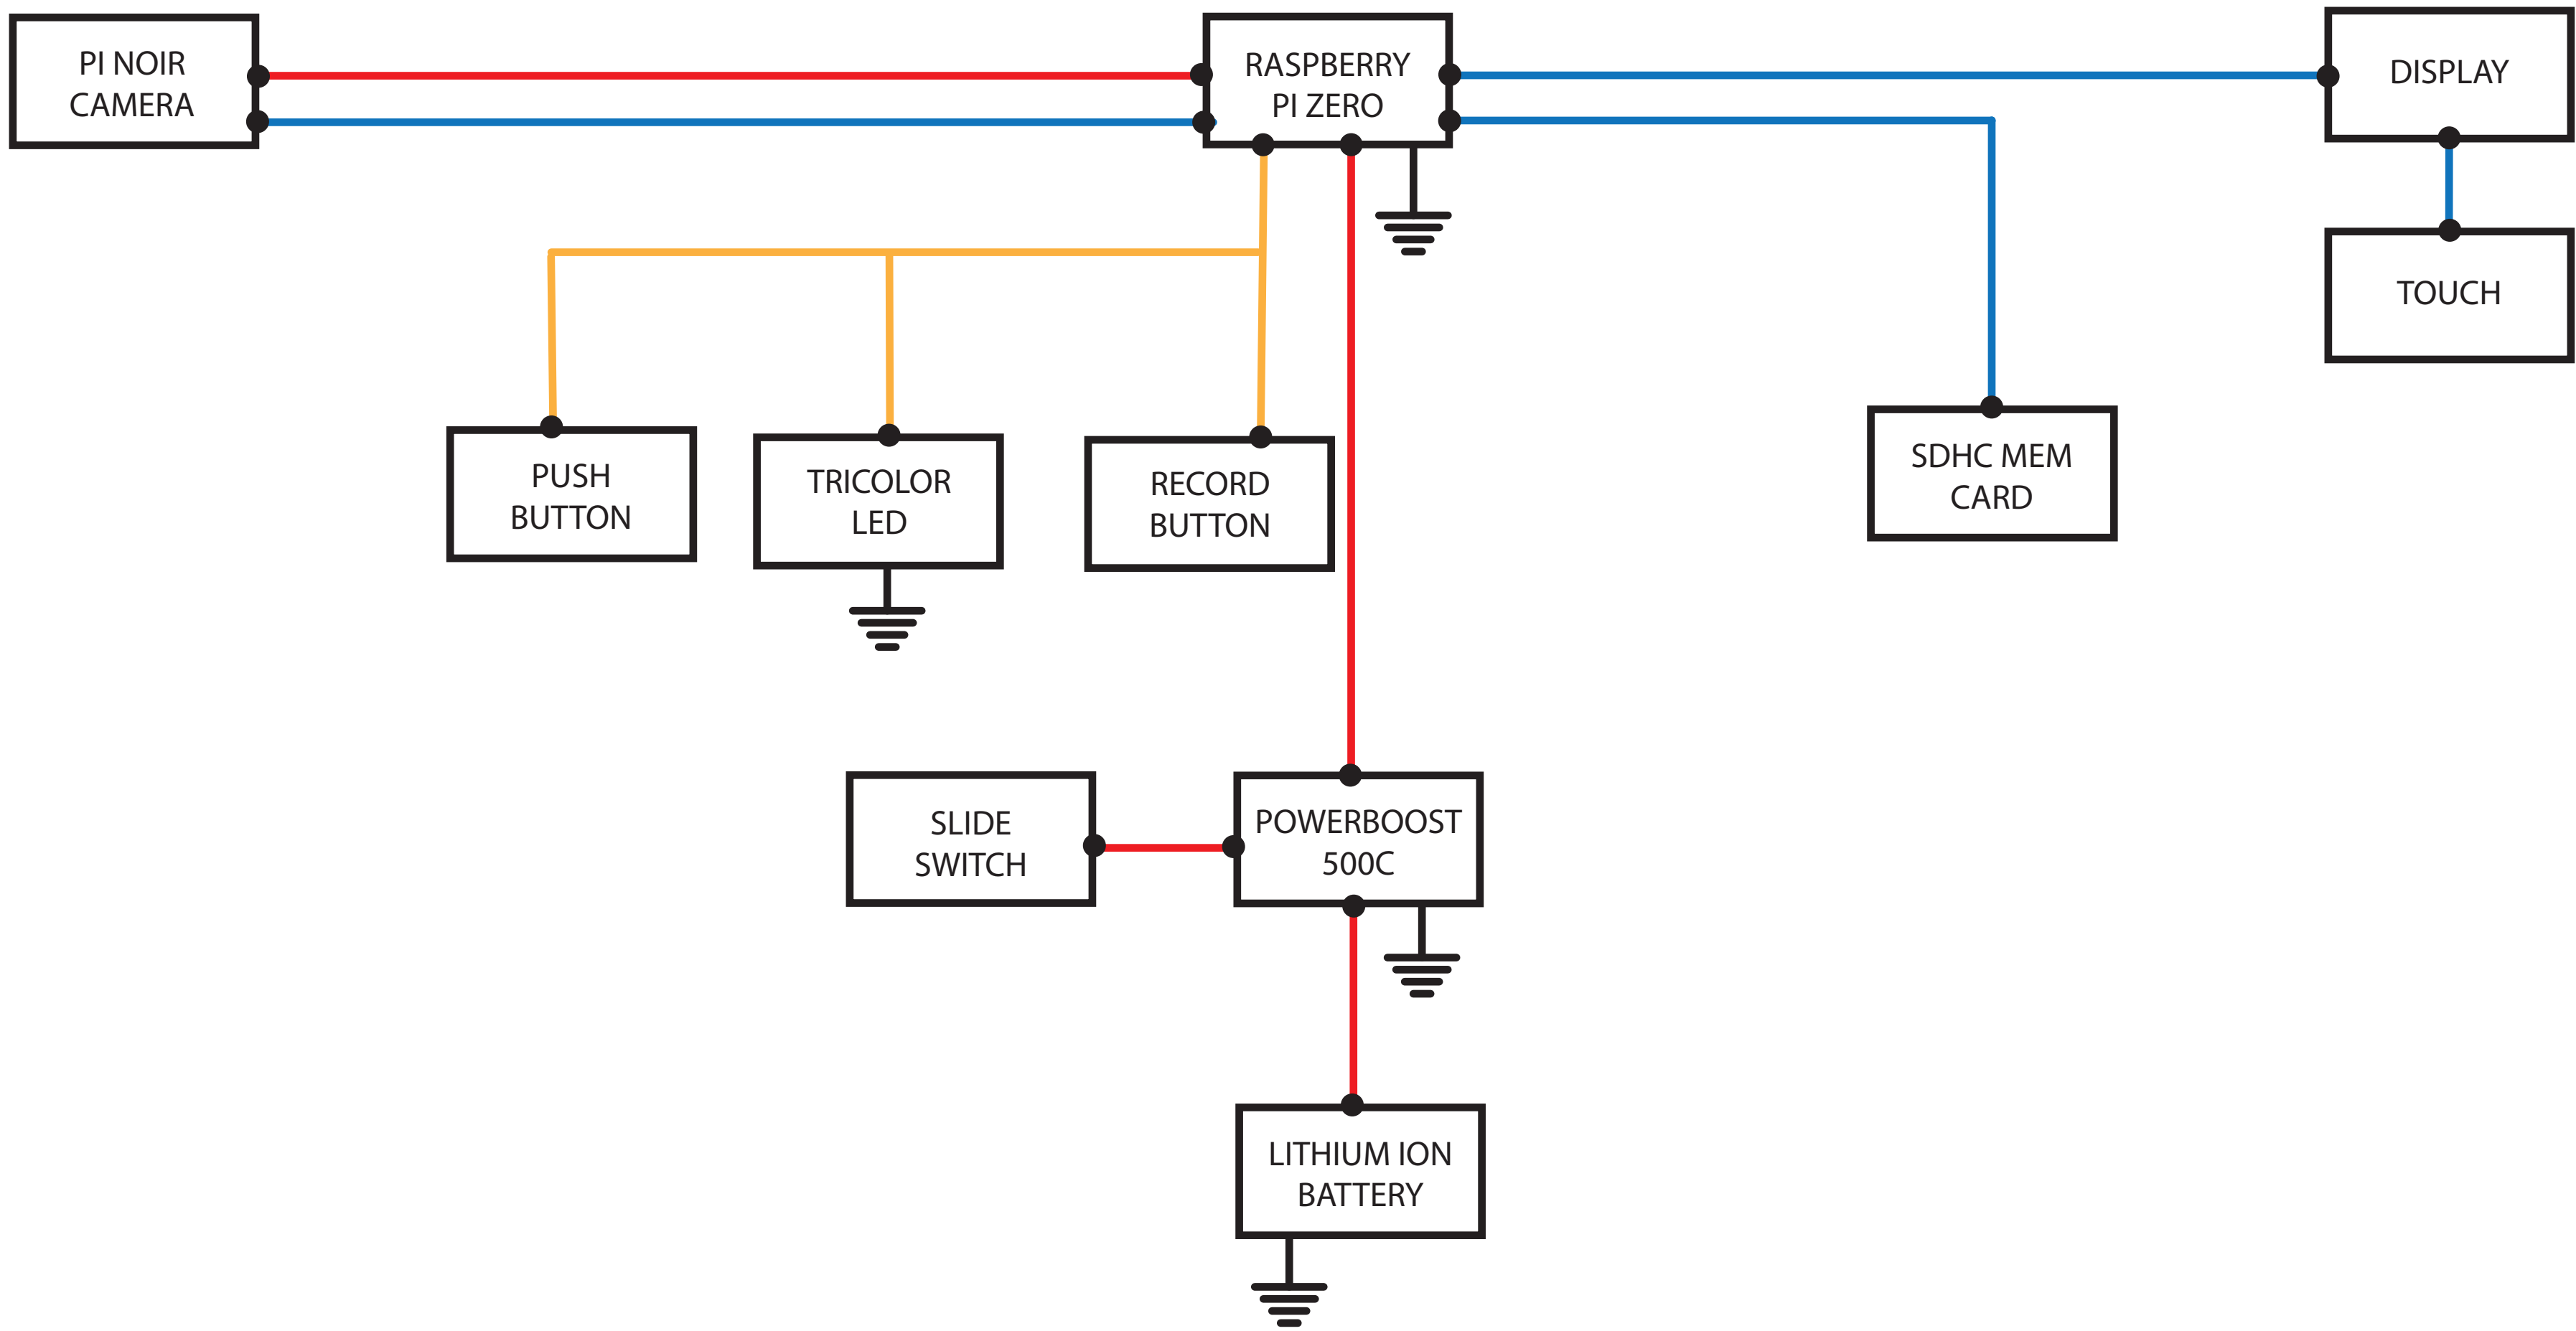 PI NOIR
CAMERA
RASPBERRY
PI ZERO
DISPLAY
TOUCH
PUSH
BUTTON
TRICOLOR
LED
RECORD
BUTTON
SDHC MEM
CARD
SLIDE
SWITCH
POWERBOOST
500C
LITHIUM ION
BATTERY